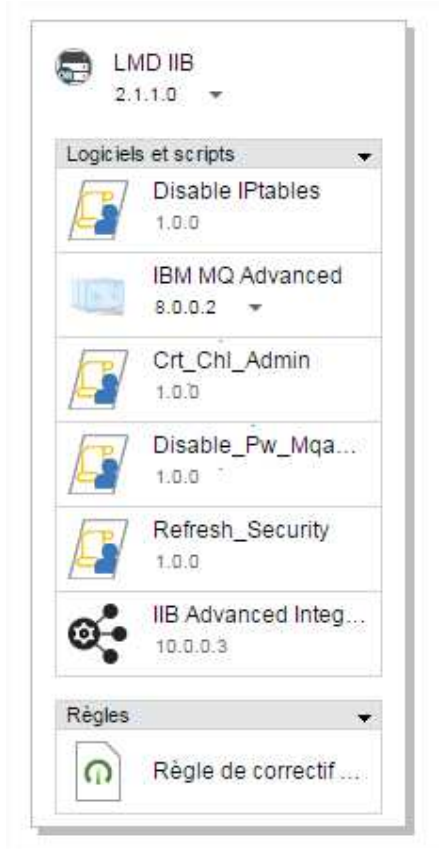 LMD IIB
2.1.1.0
Logiciels et scripts
Disable IPtables
1.0.0
IBM MQ Advanced
8.0.0.2
Crt_Chl_Admin
1.0.0
Disable_Pw_Mqa...
1.0.0
Refresh_Security
1.0.0
IIB Advanced Integ...
10.0.0.3
Règles
Règle de correctif ...